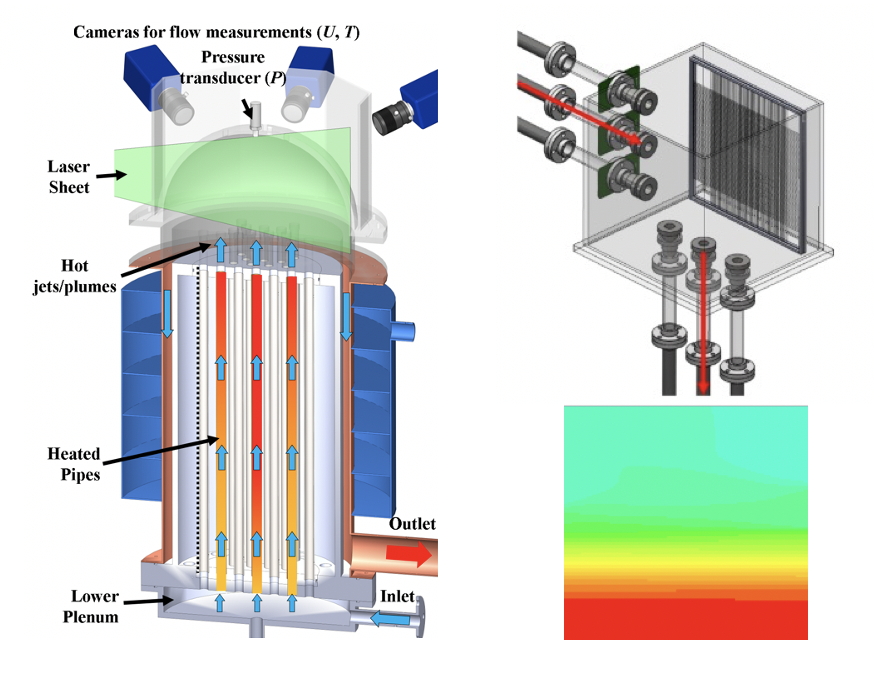 Cameras for flow measurements (U, T)
Pressure
transducer (P)
Laser
Sheet
Hot
jets/plumes
Heated
Pipes
Outlet
Lower
Plenum
Inlet